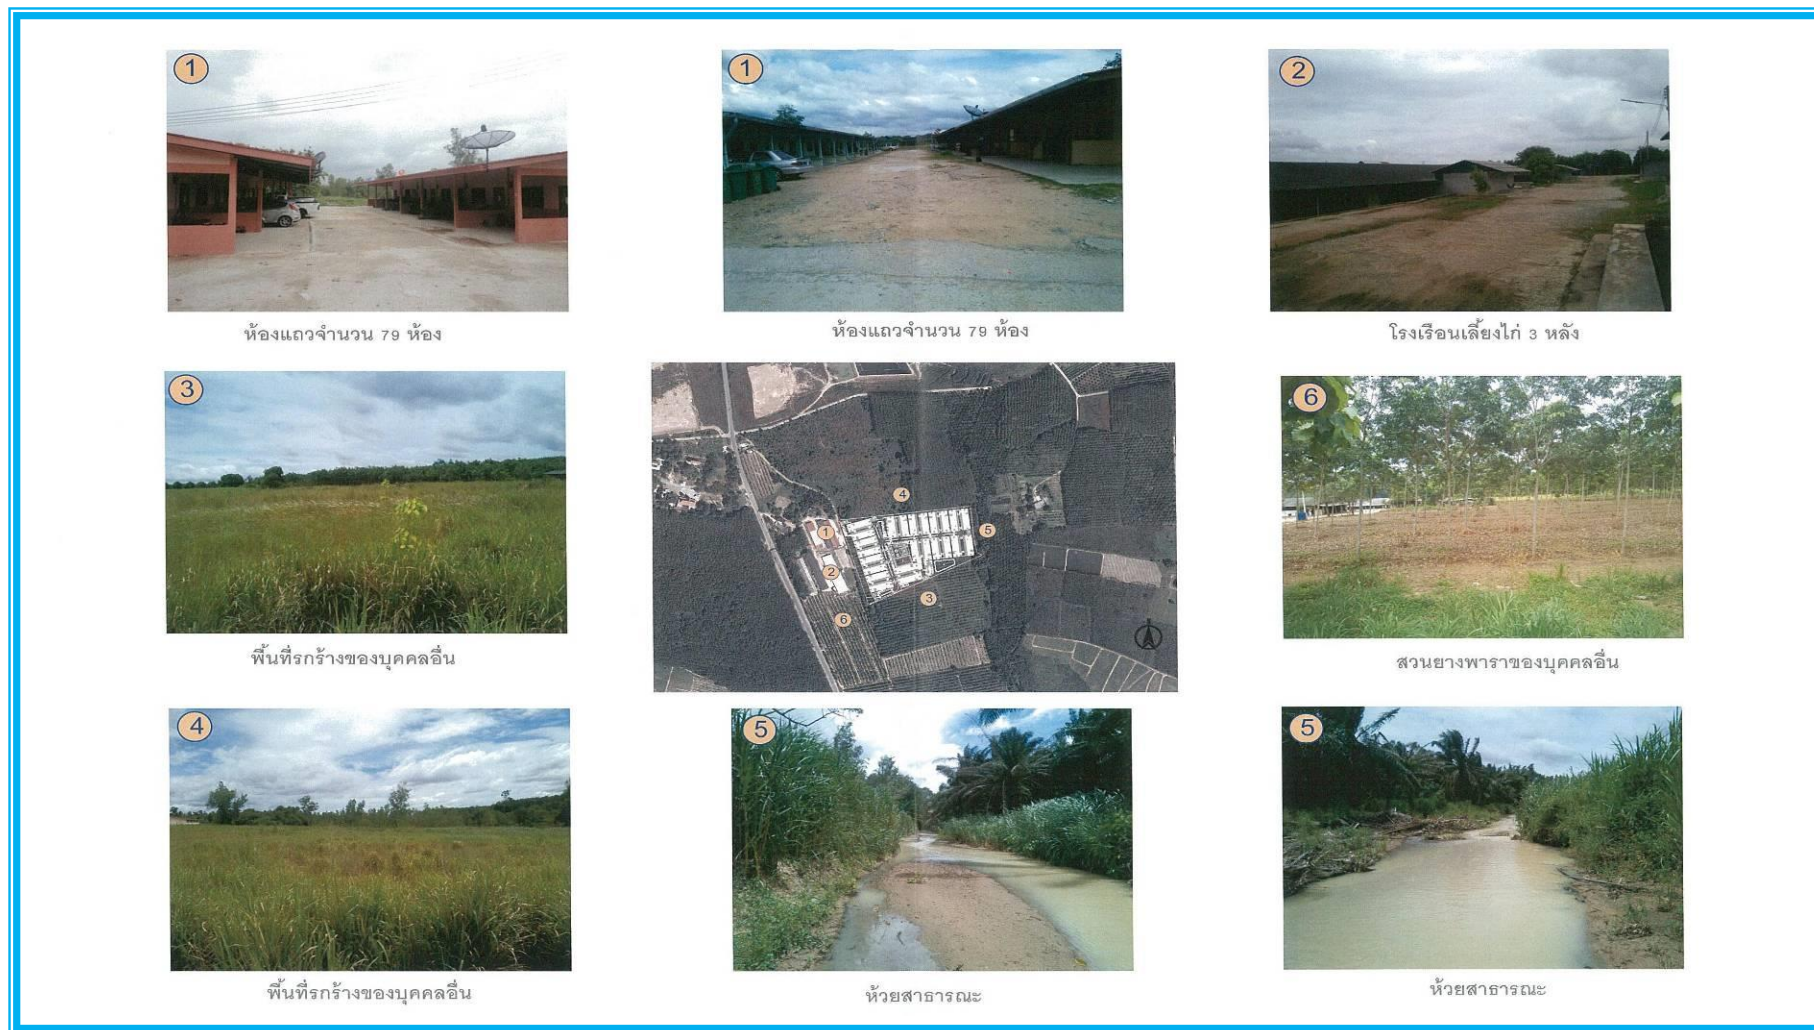 1
1
2
ห้องแถวจำนวน 79 ห้อง
ห้องแถวจำนวน 79 ห้อง
โรงเรือนเลี้ยงไก่ 3 หลัง
3
6
4
5
1
2
3
6
พื้นที่รกร้างของบุคคลอื่น
สวนยางพาราของบุคคลอื่น
4
5
5
พื้นที่รกร้างของบุคคลอื่น
ห้วยสาธารณะ
ห้วยสาธารณะ